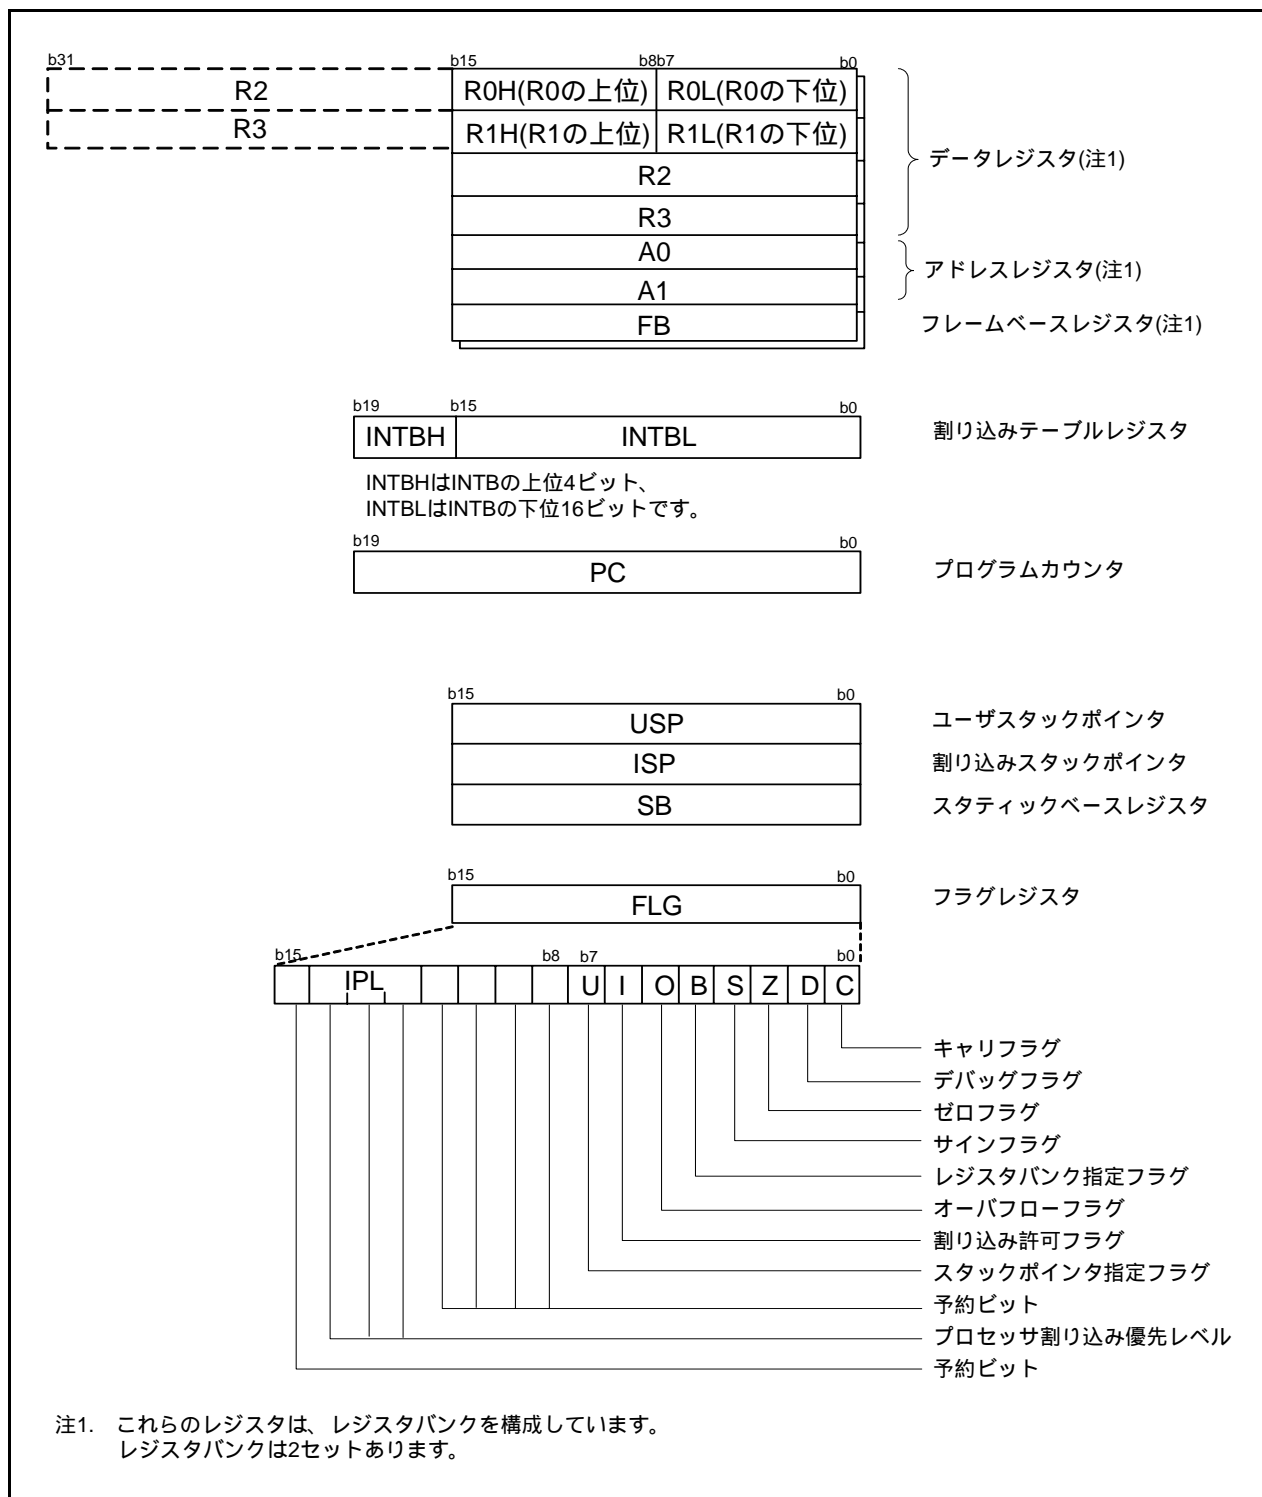 b31 b15 b8b7 b0
R2 R0H(R0の上位) R0L(R0の下位)
R3 R1H(R1の上位) R1L(R1の下位)
データレジスタ(注1)
R2
R3
A0
アドレスレジスタ(注1)
A1
FB フレームベースレジスタ(注1)
b19 b15 b0
INTBH INTBL 割り込みテーブルレジスタ
INTBHはINTBの上位4ビット、
INTBLはINTBの下位16ビットです。
b19 b0
PC プログラムカウンタ
b15 b0
USP ユーザスタックポインタ
ISP 割り込みスタックポインタ
SB スタティックベースレジスタ
b15 b0
FLG フラグレジスタ
b15 b8 b7 b0
IPL U I O B S Z D C
キャリフラグ
デバッグフラグ
ゼロフラグ
サインフラグ
レジスタバンク指定フラグ
オーバフローフラグ
割り込み許可フラグ
スタックポインタ指定フラグ
予約ビット
プロセッサ割り込み優先レベル
予約ビット
注1. これらのレジスタは、レジスタバンクを構成しています。
レジスタバンクは2セットあります。